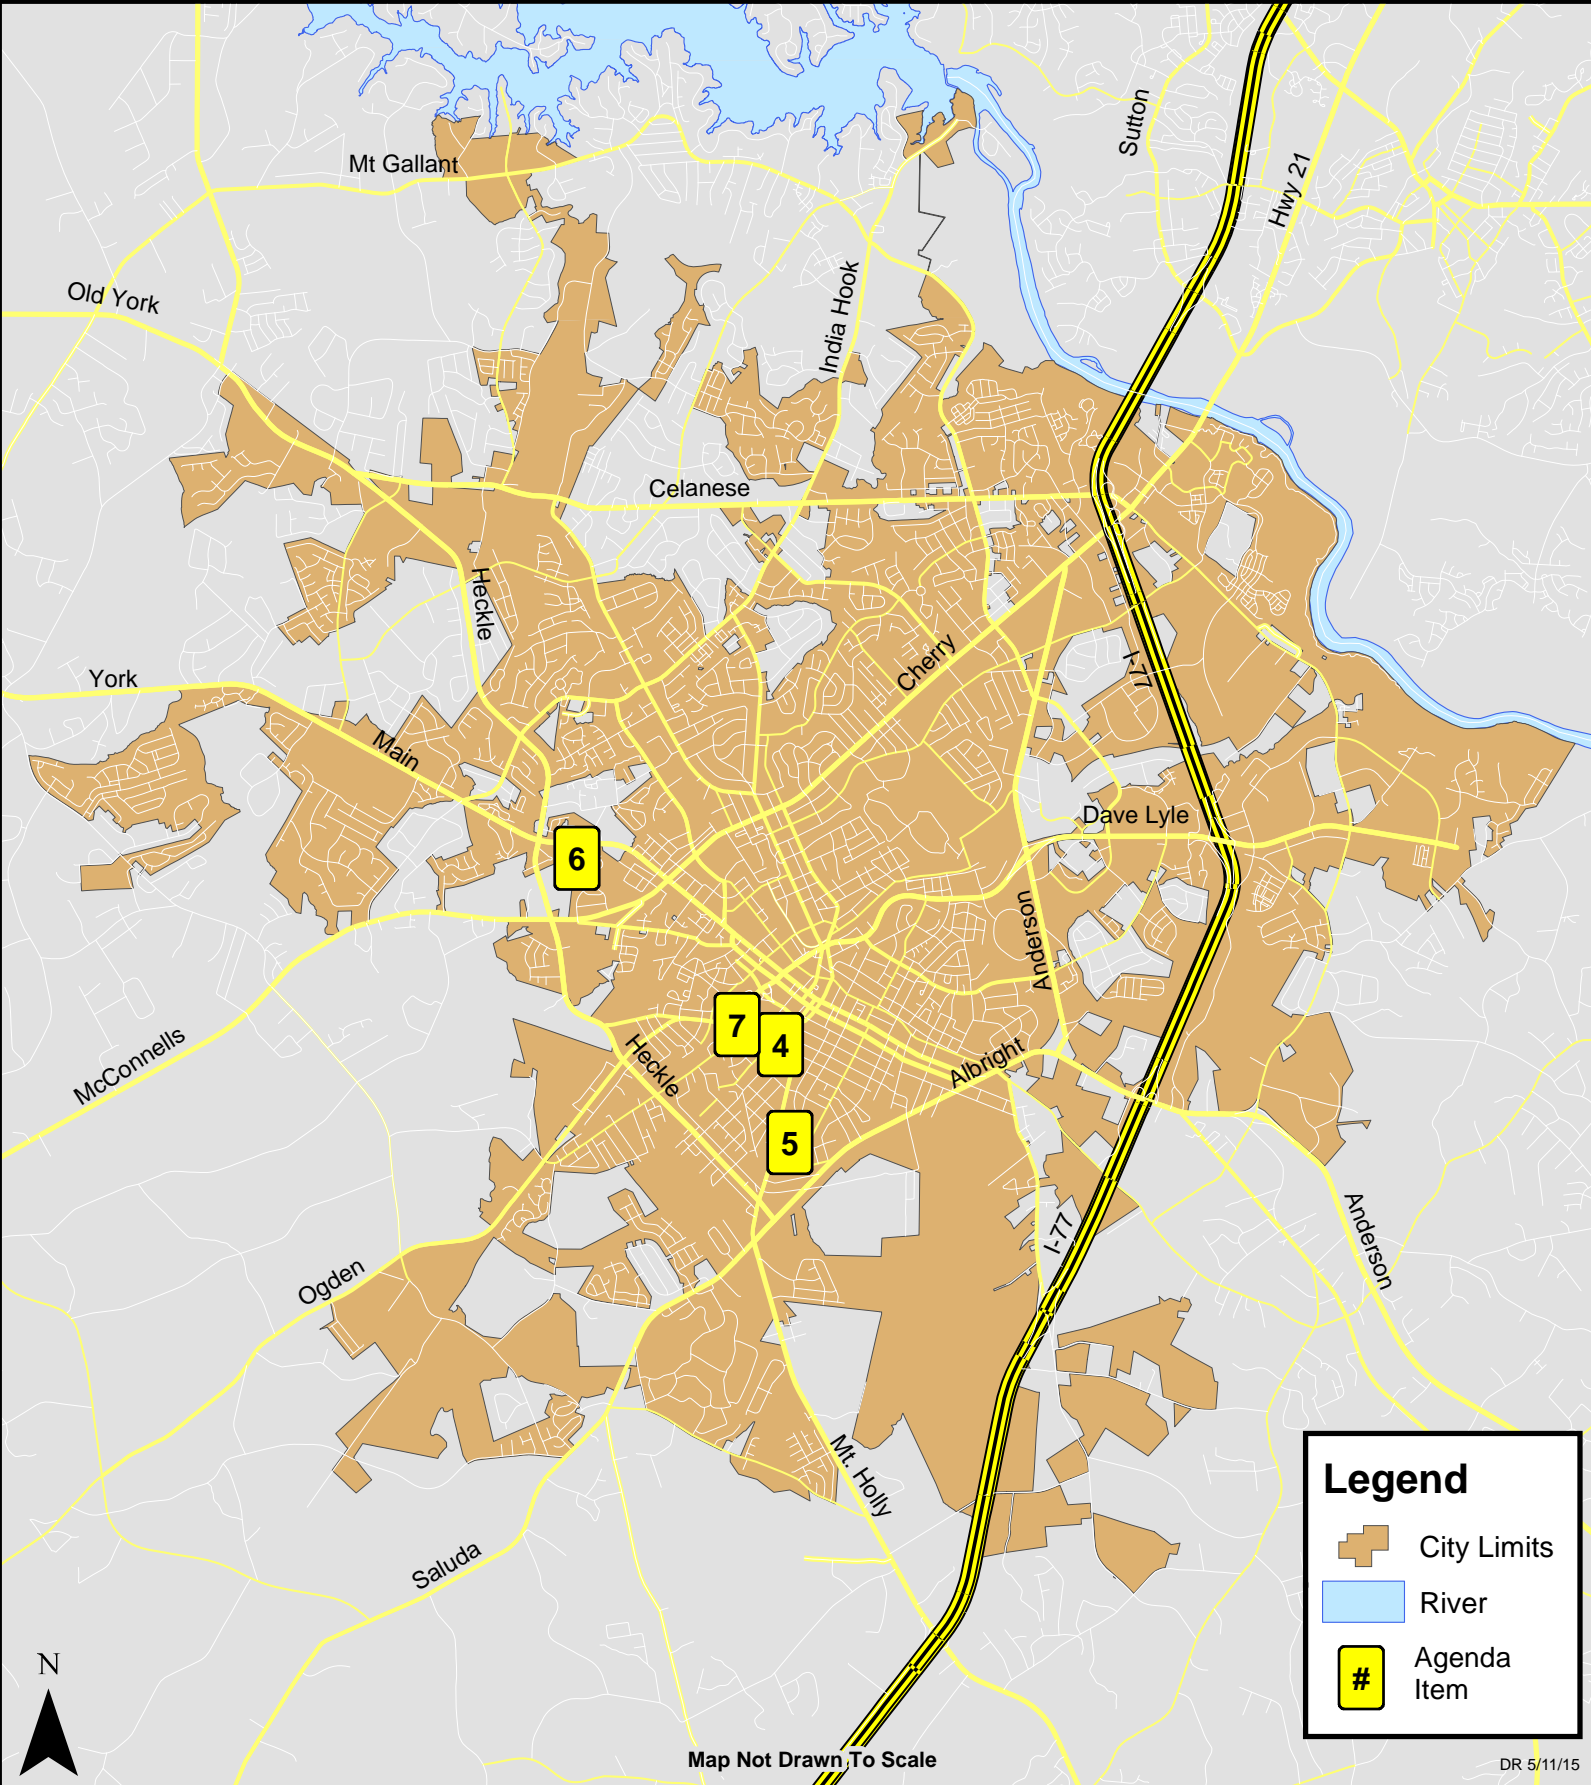 Sutton
Mt Gallant
Hwy 21
Old York
India Hook
Celanese
Heckle
Cherry
I-77
York
Main
Dave Lyle
6
Anderson
7
4
McConnells
Heckle
Albright
5
I-77
Anderson
Ogden
Mt. Holly
Saluda
Legend
City Limits
River
#
Agenda
Item
N
Map Not Drawn To Scale
DR 5/11/15